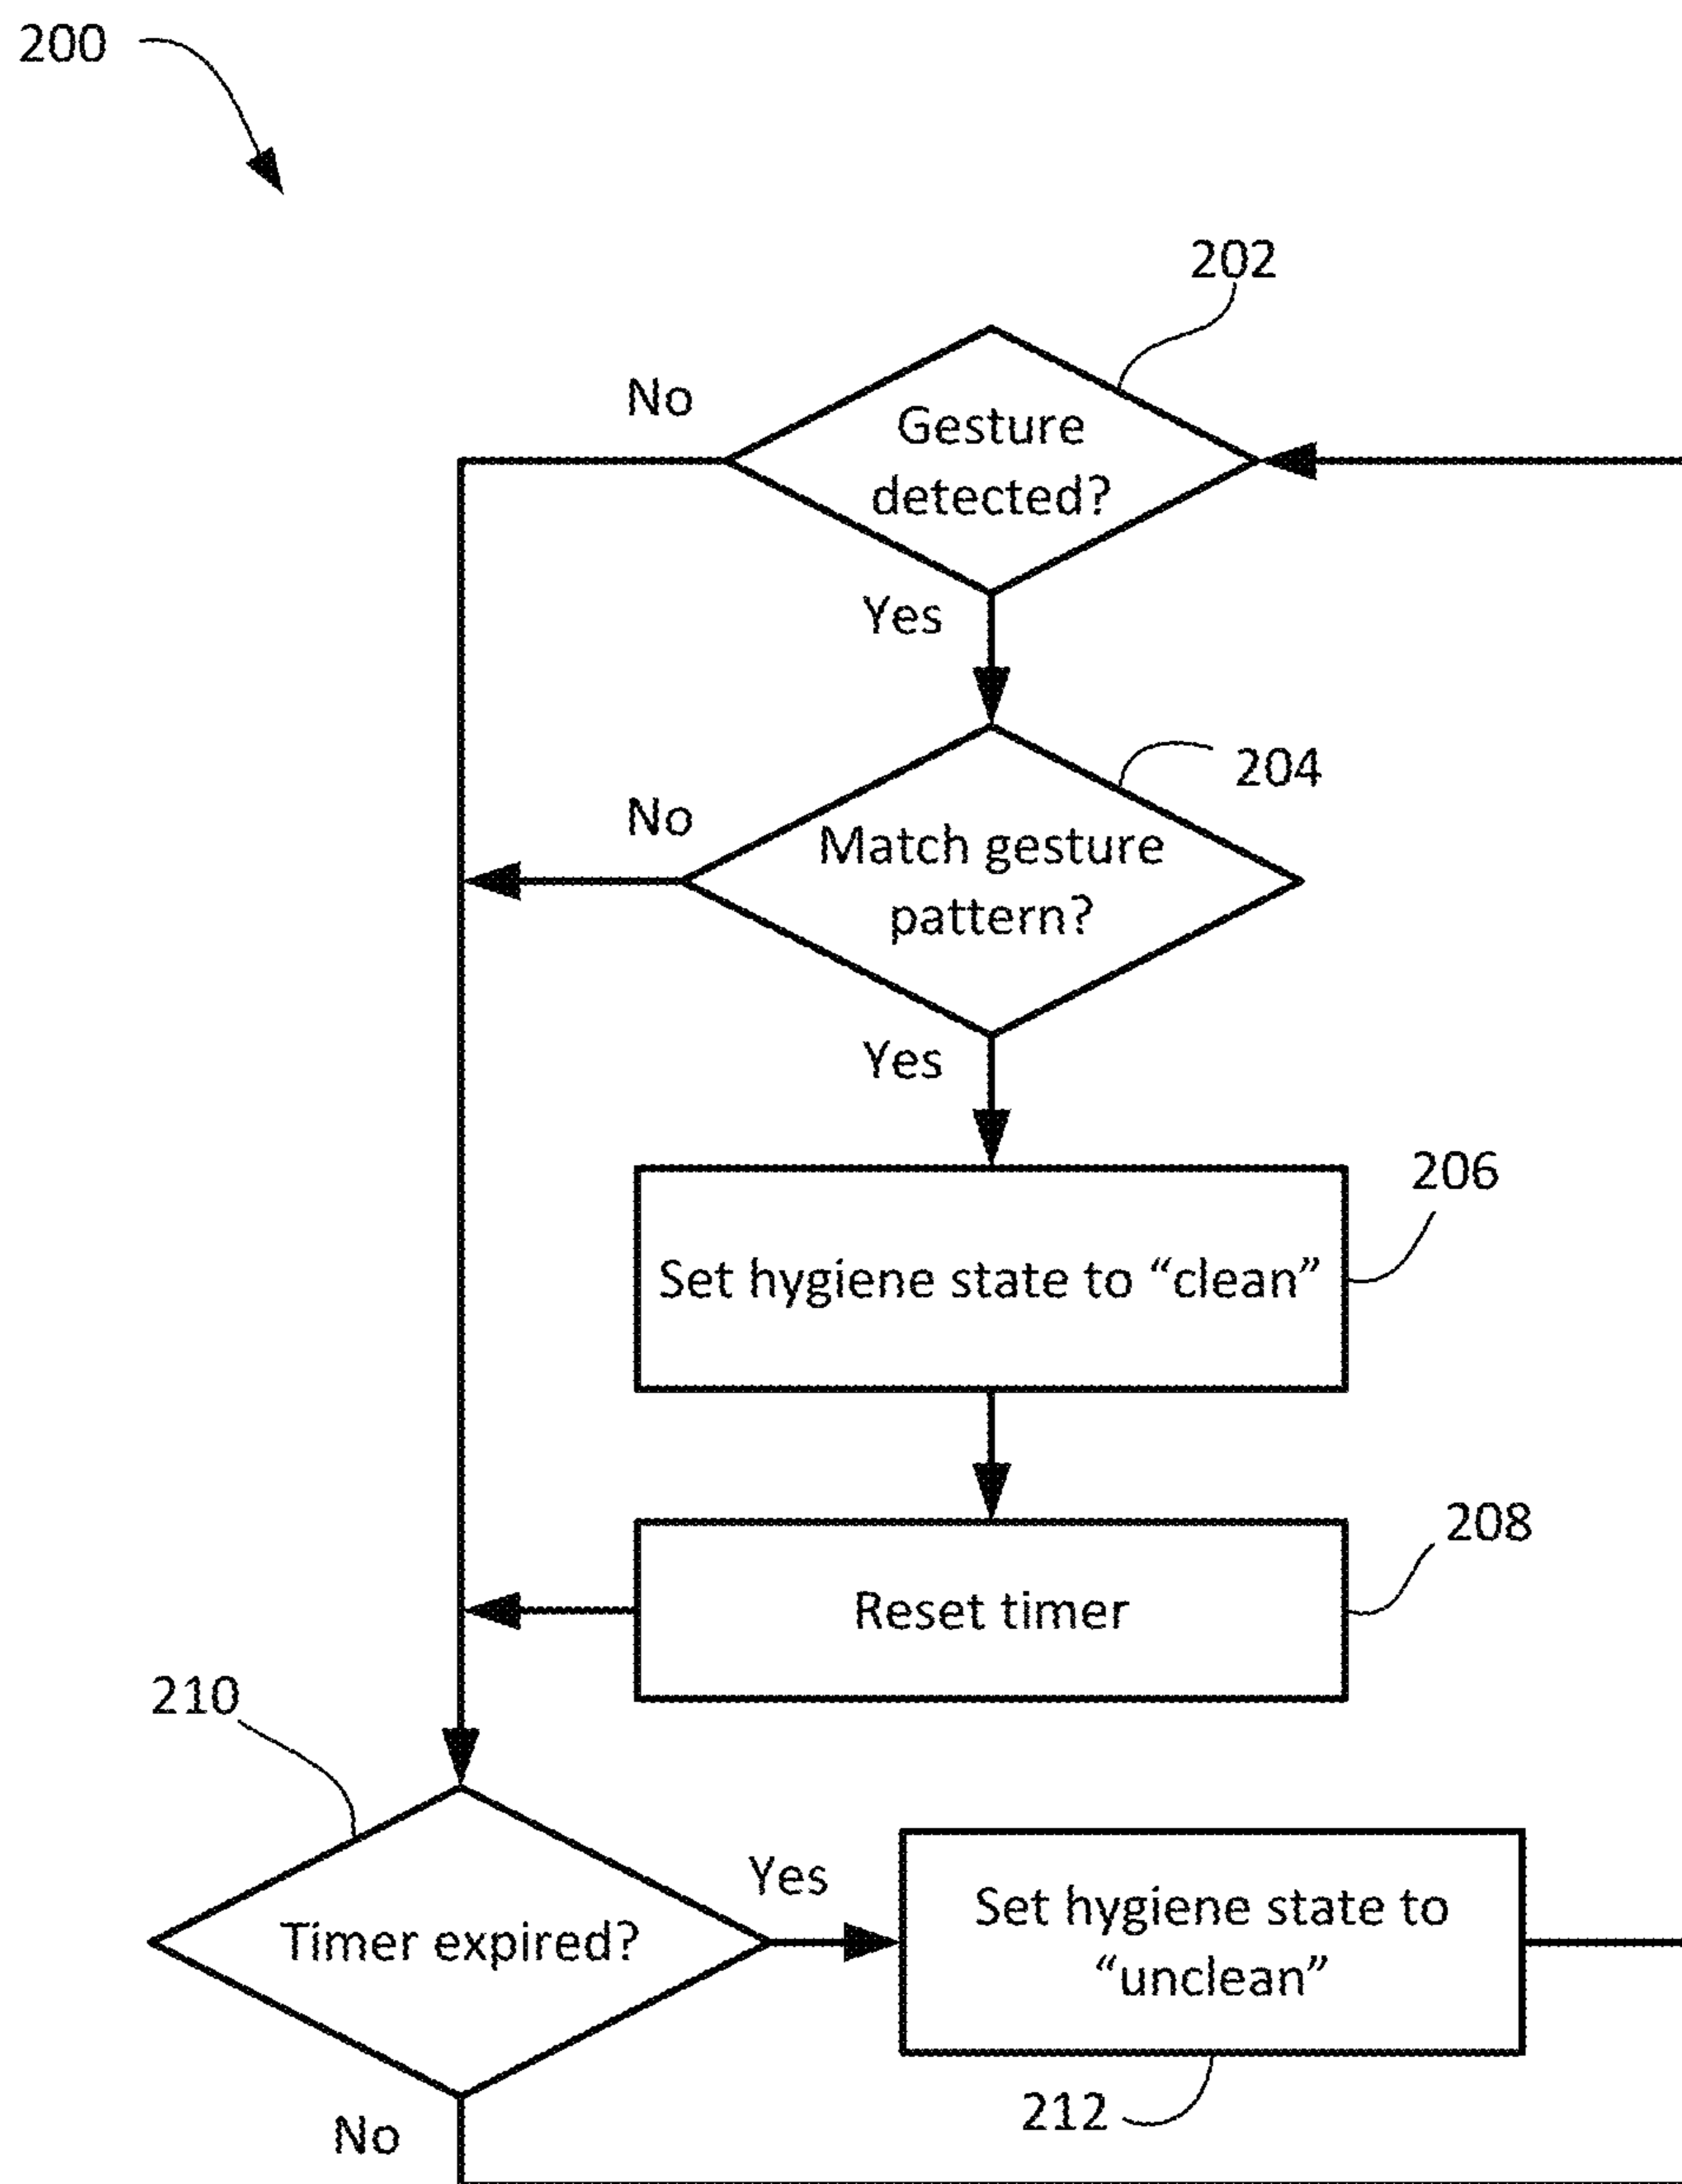 200
202
No
Gesture
detected?
Yes
204
No
Match gesture
pattern?
Yes
206
Set hygiene state to “clean”
208
Reset timer
210
Yes
Set hygiene state to
“unclean”
Timer expired?
212
No